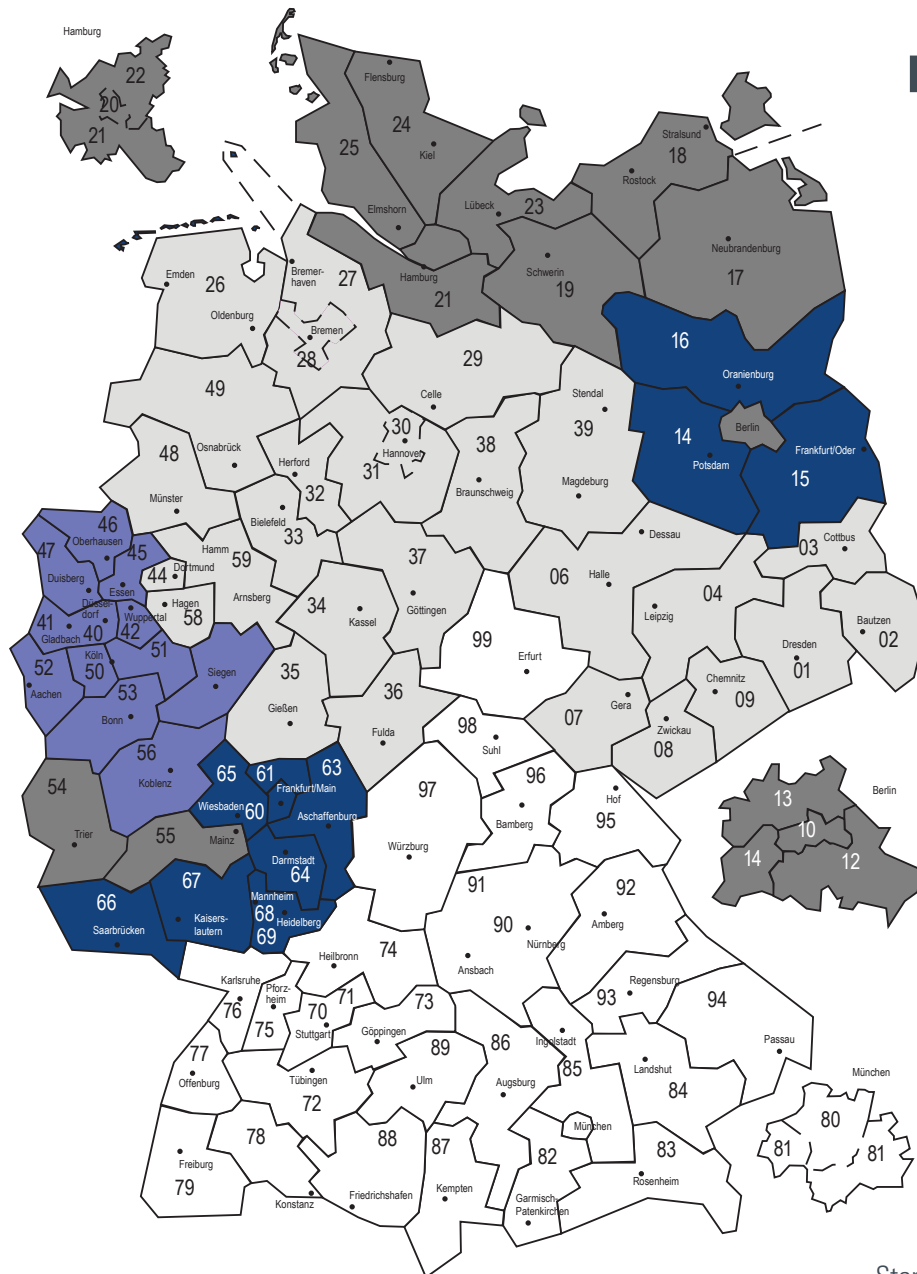 Hamburg
22
20
21
Flensburg
24
25
Kiel
Stralsund
18
Rostock
Elmshorn
Lübeck
23
Neubrandenburg
17
Hamburg
21
Schwerin
19
Emden
26
Bremer-
haven
27
Oldenburg
Bremen
28
29
Celle
16
Oranienburg
49
Stendal
39
Berlin
14
Potsdam
Frankfurt/Oder
15
48
Osnabrück
30
Hannover
31
38
Braunschweig
Herford
32
Magdeburg
Münster
Bielefeld
33
46
Oberhausen
45
47
Hamm
59
Dortmund
44
37
Dessau
03
Cottbus
Duisberg
Essen
06
Halle
04
Düssel-
dorf
Hagen
58
Arnsberg
34
Kassel
Göttingen
Leipzig
Bautzen
02
41
Gladbach
40
42
Wuppertal
51
99
Erfurt
Dresden
01
Köln
50
52
Aachen
Siegen
35
Gießen
36
Fulda
Chemnitz
09
53
Bonn
07
Gera
Zwickau
08
98
Suhl
56
Koblenz
65
61
63
Frankfurt/Main
Wiesbaden
60
Aschaffenburg
54
Trier
55
Mainz
97
Würzburg
96
Bamberg
Hof
95
Berlin
13
10
14
12
Darmstadt
64
66
Saarbrücken
67
Kaisers-
lautern
Mannheim
68
Heidelberg
69
91
90
Nürnberg
Ansbach
92
Amberg
74
Heilbronn
Karlsruhe
76
Pforz-
heim
75
71
70
Stuttgart
73
Göppingen
93
Regensburg
94
Passau
86
Augsburg
Ingolstadt
85
Landshut
84
77
Offenburg
Tübingen
72
89
Ulm
München
80
81
81
78
88
87
München
82
83
Rosenheim
Freiburg
79
Konstanz
Friedrichshafen
Kempten
Garmisch-
Patenkirchen